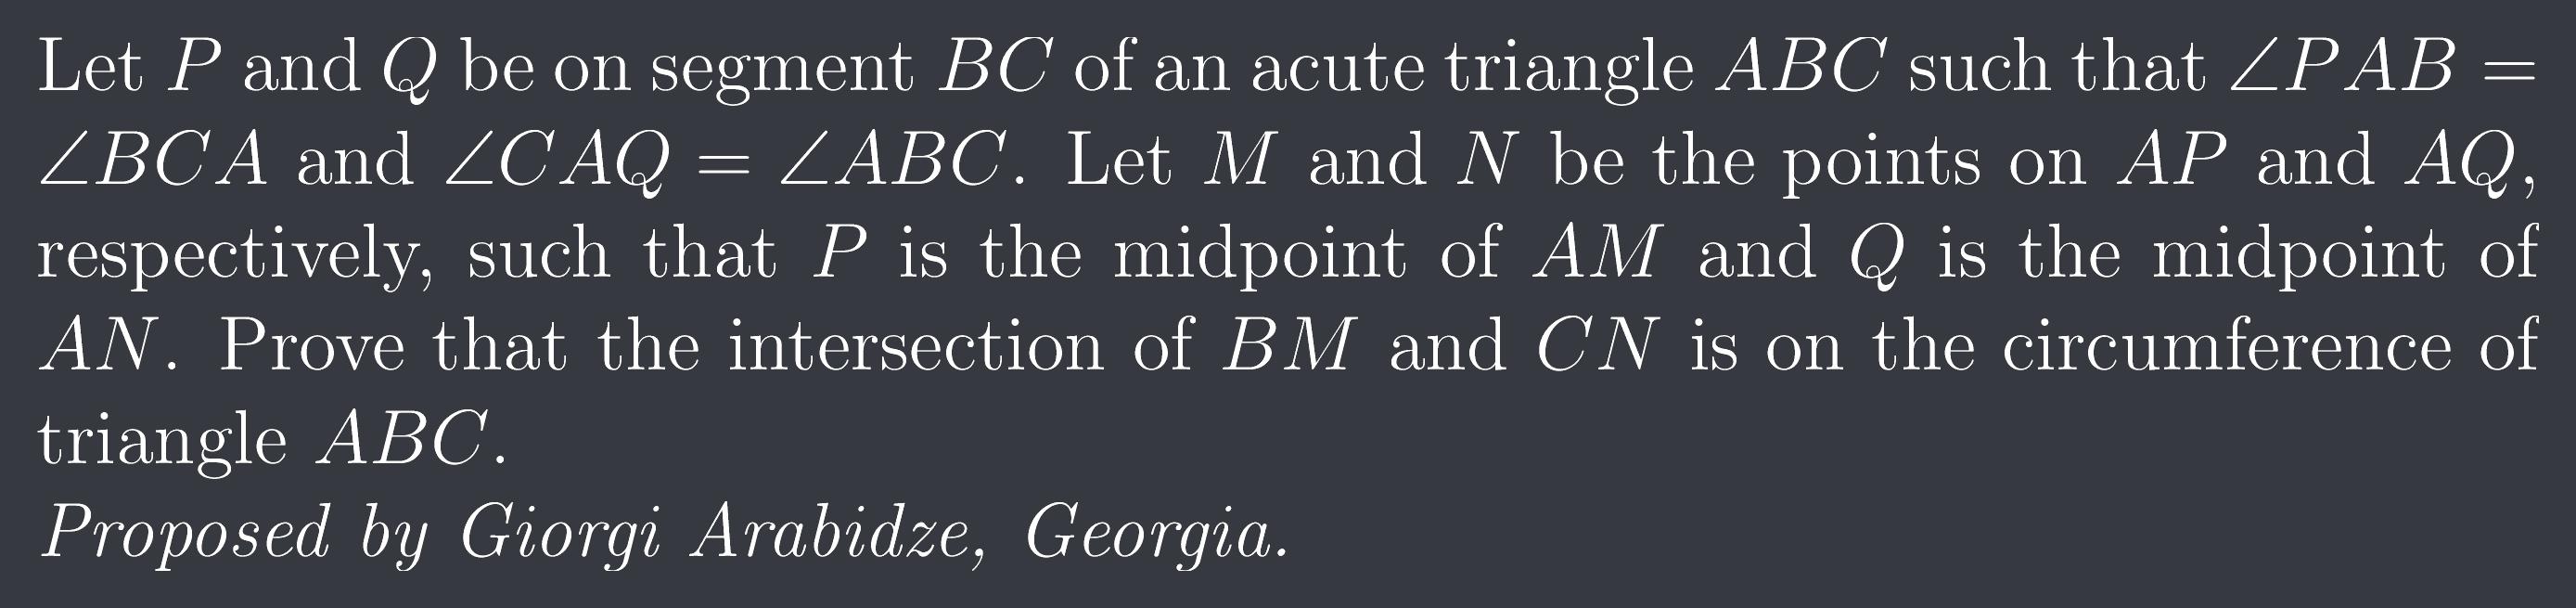 Let P and Q be on segment BC of an acute triangle ABC such that ∠PAB =
∠BCA and ∠CAQ = ∠ABC. Let M and N be the points on AP and AQ,
respectively, such that P is the midpoint of AM and Q is the midpoint of
AN. Prove that the intersection of BM and CN is on the circumference of
triangle ABC.
Proposed by Giorgi Arabidze, Georgia.